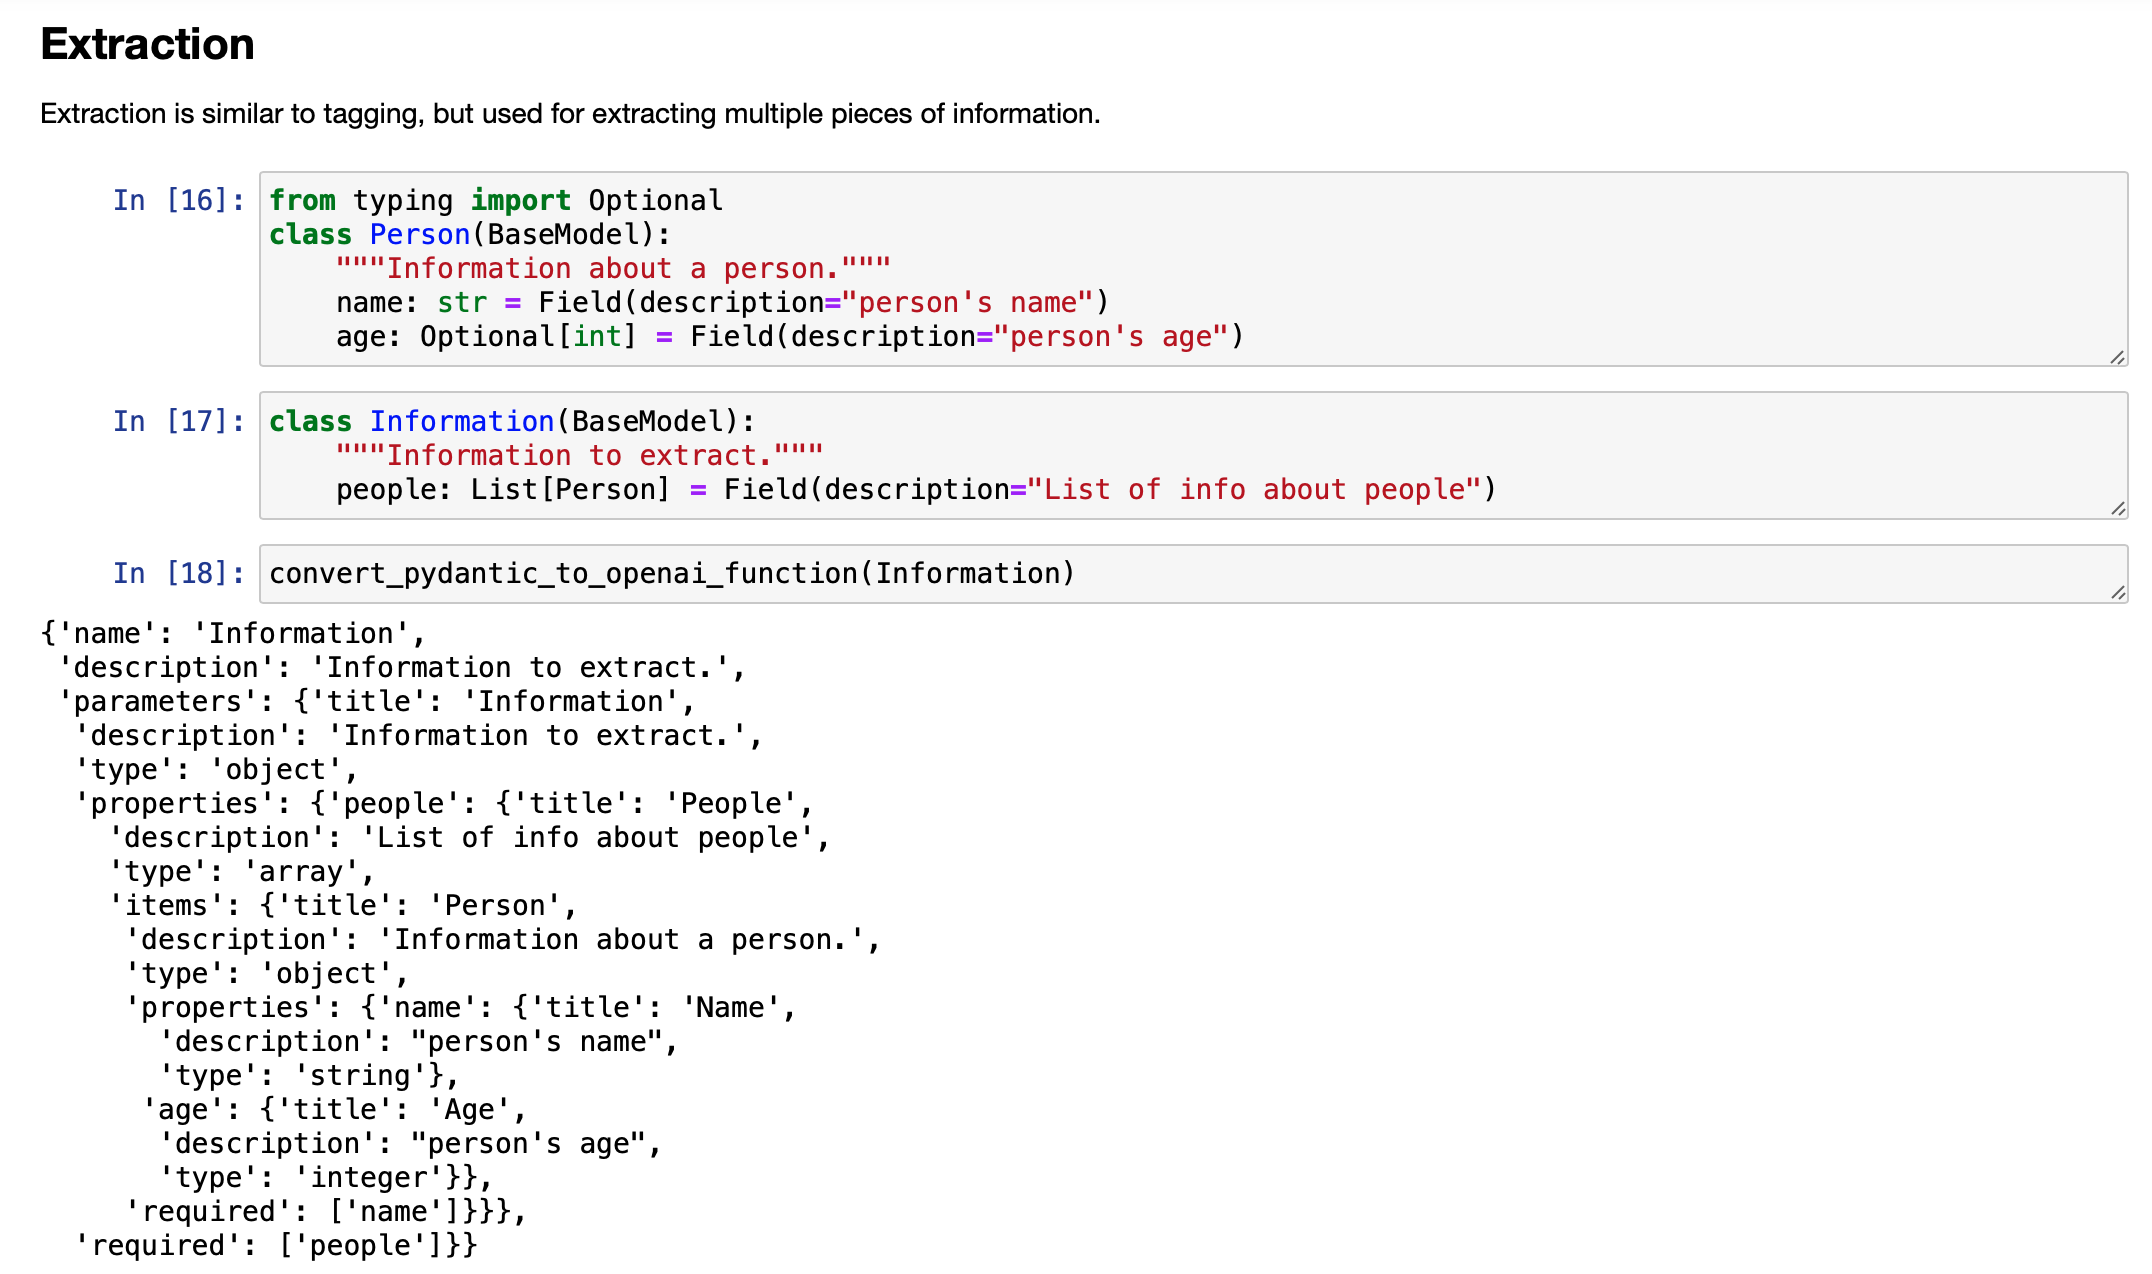 Extraction
Extraction is similar to tagging, but used for extracting multiple pieces of information.
In [16]:
from typing import Optional
class Person(BaseModel):
    """Information about a person."""
    name: str = Field(description="person's name")
    age: Optional[int] = Field(description="person's age")
In [17]:
class Information(BaseModel):
    """Information to extract."""
    people: List[Person] = Field(description="List of info about people")
In [18]:
convert_pydantic_to_openai_function(Information)
{'name': 'Information',
 'description': 'Information to extract.',
 'parameters': {'title': 'Information',
  'description': 'Information to extract.',
  'type': 'object',
  'properties': {'people': {'title': 'People',
    'description': 'List of info about people',
    'type': 'array',
    'items': {'title': 'Person',
     'description': 'Information about a person.',
     'type': 'object',
     'properties': {'name': {'title': 'Name',
       'description': "person's name",
       'type': 'string'},
      'age': {'title': 'Age',
       'description': "person's age",
       'type': 'integer'}},
     'required': ['name']}}},
  'required': ['people']}}